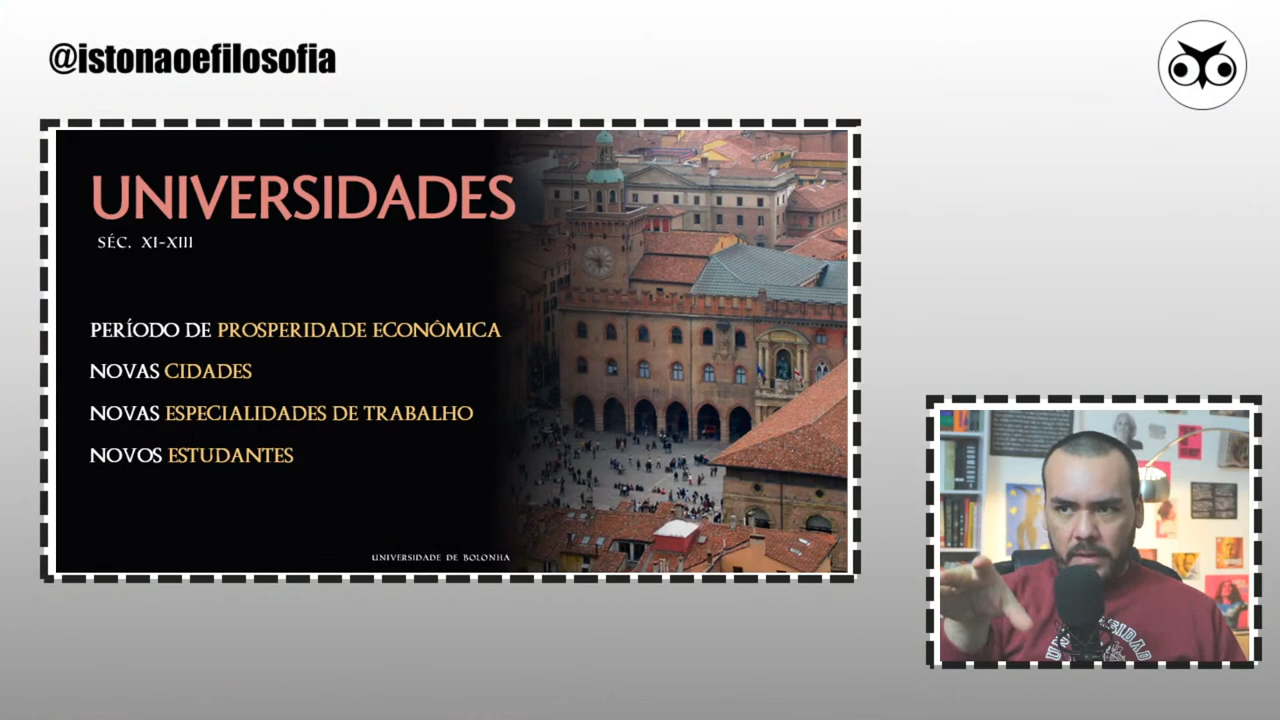 @istonaoefilosofia
UNIVERSIDADES
SÉC. XI-XIII
PERÍODO DE PROSPERIDADE ECONÔMICA
NOVAS CIDADES
NOVAS ESPECIALIDADES DE TRABALHO
NOVOS ESTUDANTES
UNIVERSIDADE DE BOLONHA